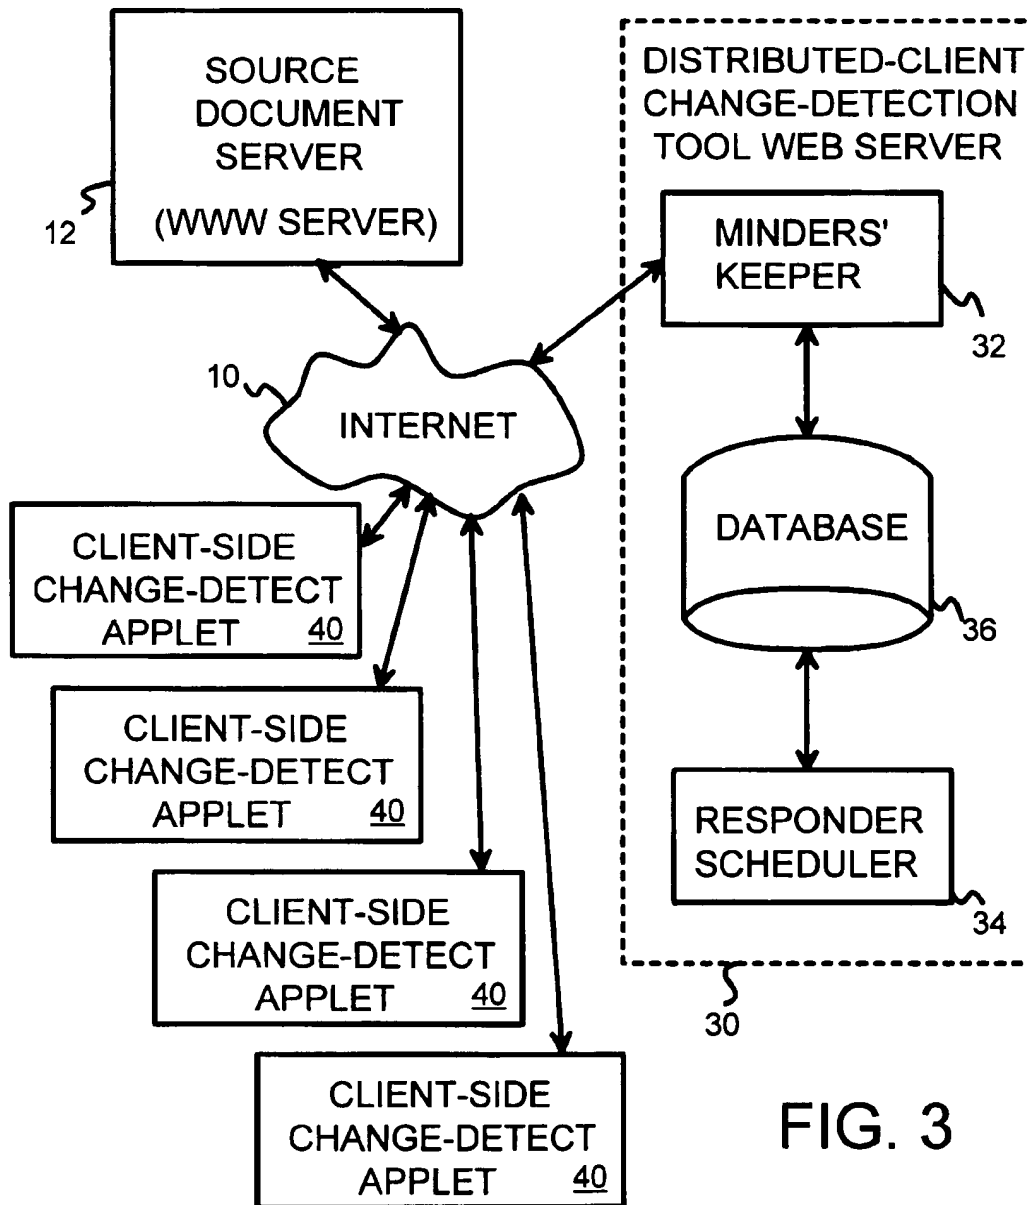 SOURCE
DOCUMENT
SERVER
(WWW SERVER)
12
DISTRIBUTED-CLIENT
CHANGE-DETECTION
TOOL WEB SERVER
MINDERS'
KEEPER
32
10
INTERNET
DATABASE
36
CLIENT-SIDE
CHANGE-DETECT
APPLET 40
CLIENT-SIDE
CHANGE-DETECT
APPLET 40
RESPONDER
SCHEDULER
34
CLIENT-SIDE
CHANGE-DETECT
APPLET 40
30
CLIENT-SIDE
CHANGE-DETECT
APPLET 40
FIG. 3